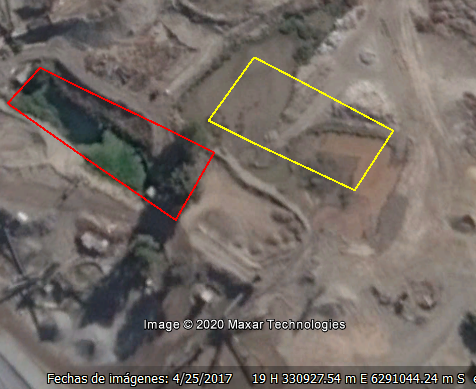 Image © 2020 Maxar Technologies
Fechas de imágenes: 4/25/2017 19 H 330927.54 m E 6291044.24 m S